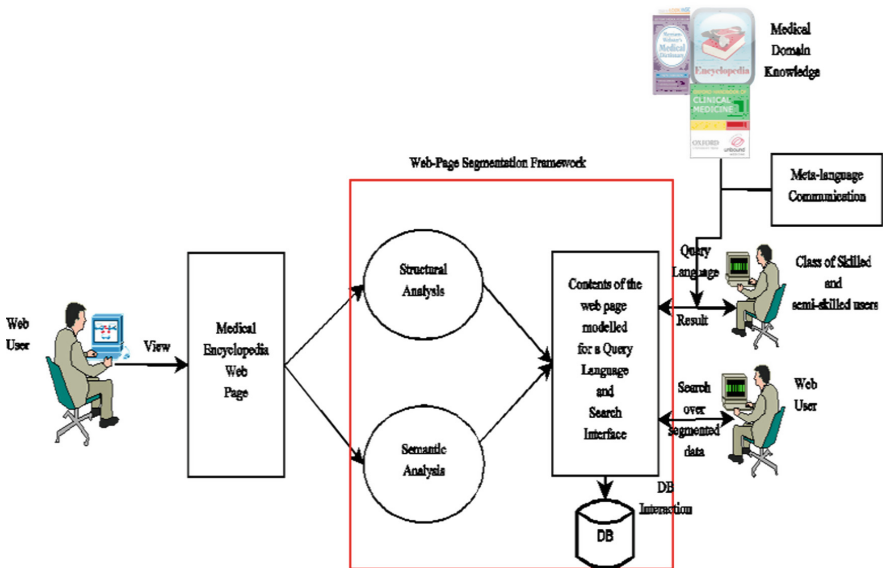 Medical
Domain
Knowledge
Webster's
Medical
Dictionary
Encyclopedia
CLINICAL
MEDICINE
OXFORD
unbound
Web-Page Segmentation Framework
Meta-language
Communication
Query
Language
Result
Class of Skilled
and
semi-skilled users
Structural
Analysis
Contents of the
web page
modelled
for a Query
Language
and
Search
Interface
Web
User
View
Medical
Encyclopedia
Web
Page
Search
over
segmented
data
Web
User
Semantic
Analysis
DB
Interaction
DB